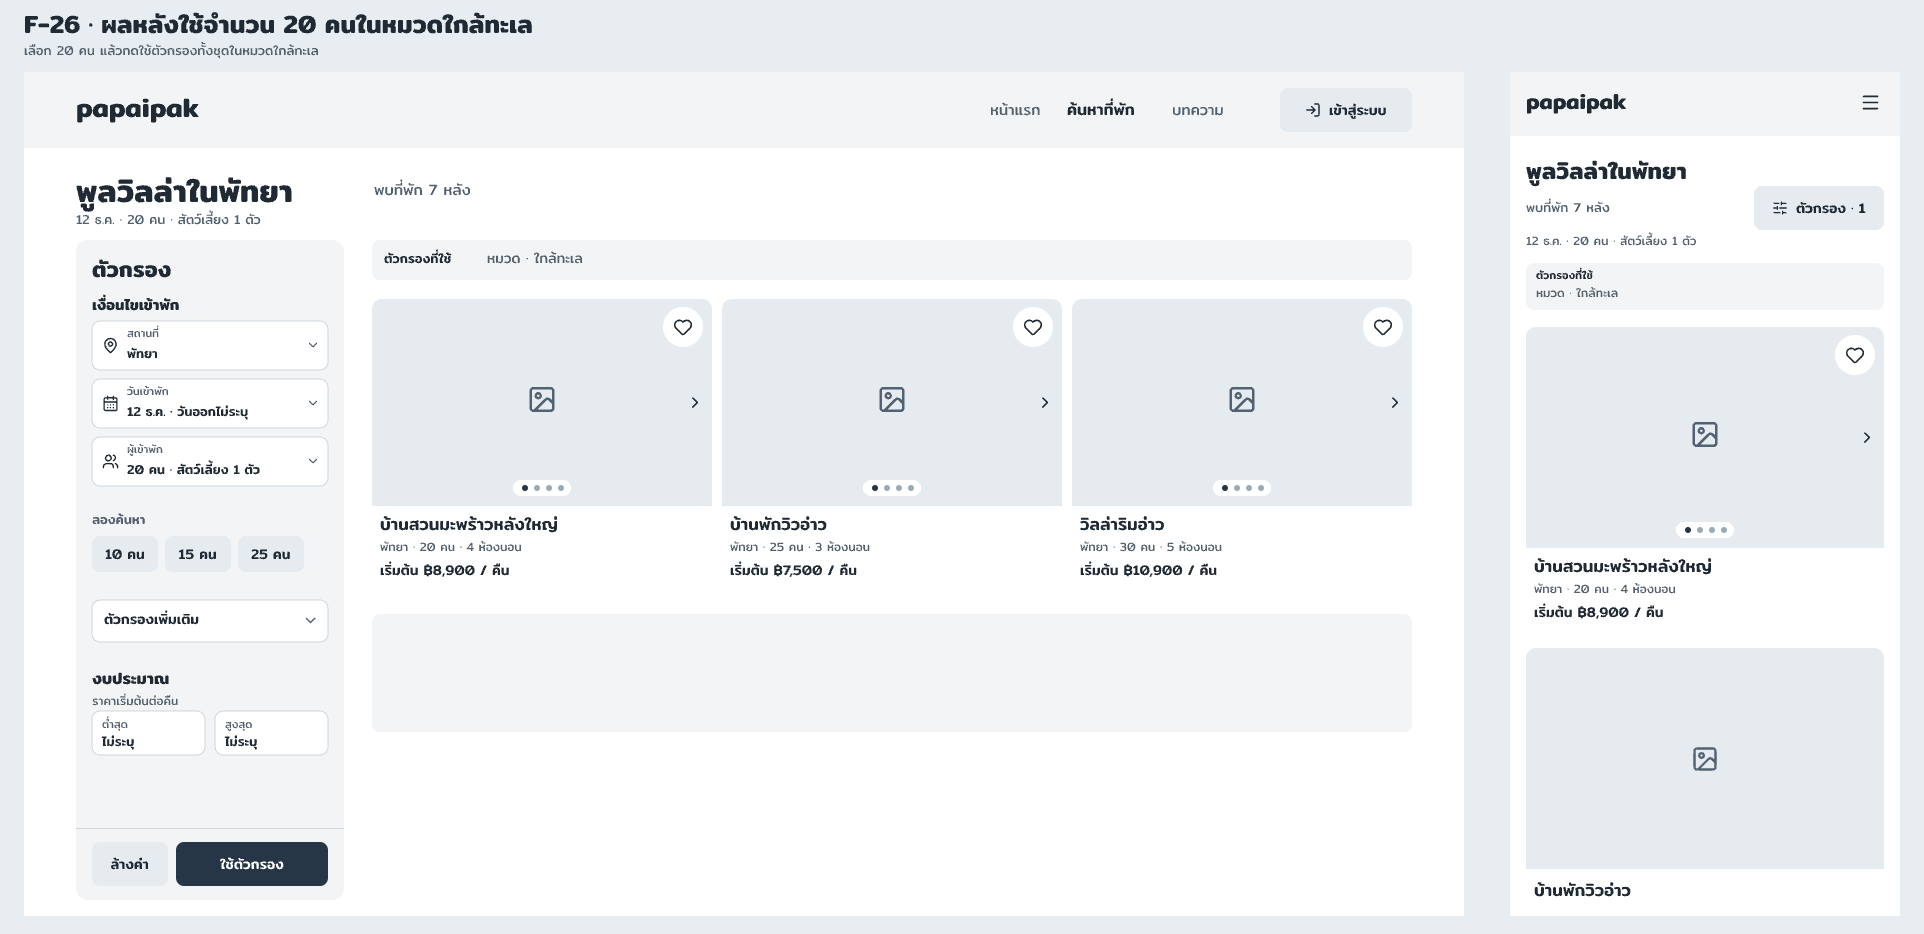 F-26 · ผลหลังใช้จำนวน 20 คนในหมวดใกล้ทะเล
เลือก 20 คน แล้วกดใช้ตัวกรองทั้งชุดในหมวดใกล้ทะเล
papaipak
หน้าแรก
ค้นหาที่พัก
บทความ
เข้าสู่ระบบ
พูลวิลล่าในพัทยา
12 ธ.ค. · 20 คน · สัตว์เลี้ยง 1 ตัว
พบที่พัก 7 หลัง
ตัวกรอง
เงื่อนไขเข้าพัก
สถานที่
พัทยา
วันเข้าพัก
12 ธ.ค. · วันออกไม่ระบุ
ผู้เข้าพัก
20 คน · สัตว์เลี้ยง 1 ตัว
ลองค้นหา
10 คน
15 คน
25 คน
ตัวกรองเพิ่มเติม
งบประมาณ
ราคาเริ่มต้นต่อคืน
ต่ำสุด
ไม่ระบุ
สูงสุด
ไม่ระบุ
ล้างค่า
ใช้ตัวกรอง
ตัวกรองที่ใช้
หมวด · ใกล้ทะเล
บ้านสวนมะพร้าวหลังใหญ่
พัทยา · 20 คน · 4 ห้องนอน
เริ่มต้น ฿8,900 / คืน
บ้านพักวิวอ่าว
พัทยา · 25 คน · 3 ห้องนอน
เริ่มต้น ฿7,500 / คืน
วิลล่าริมอ่าว
พัทยา · 30 คน · 5 ห้องนอน
เริ่มต้น ฿10,900 / คืน
papaipak
พูลวิลล่าในพัทยา
พบที่พัก 7 หลัง
ตัวกรอง · 1
12 ธ.ค. · 20 คน · สัตว์เลี้ยง 1 ตัว
ตัวกรองที่ใช้
หมวด · ใกล้ทะเล
บ้านสวนมะพร้าวหลังใหญ่
พัทยา · 20 คน · 4 ห้องนอน
เริ่มต้น ฿8,900 / คืน
บ้านพักวิวอ่าว